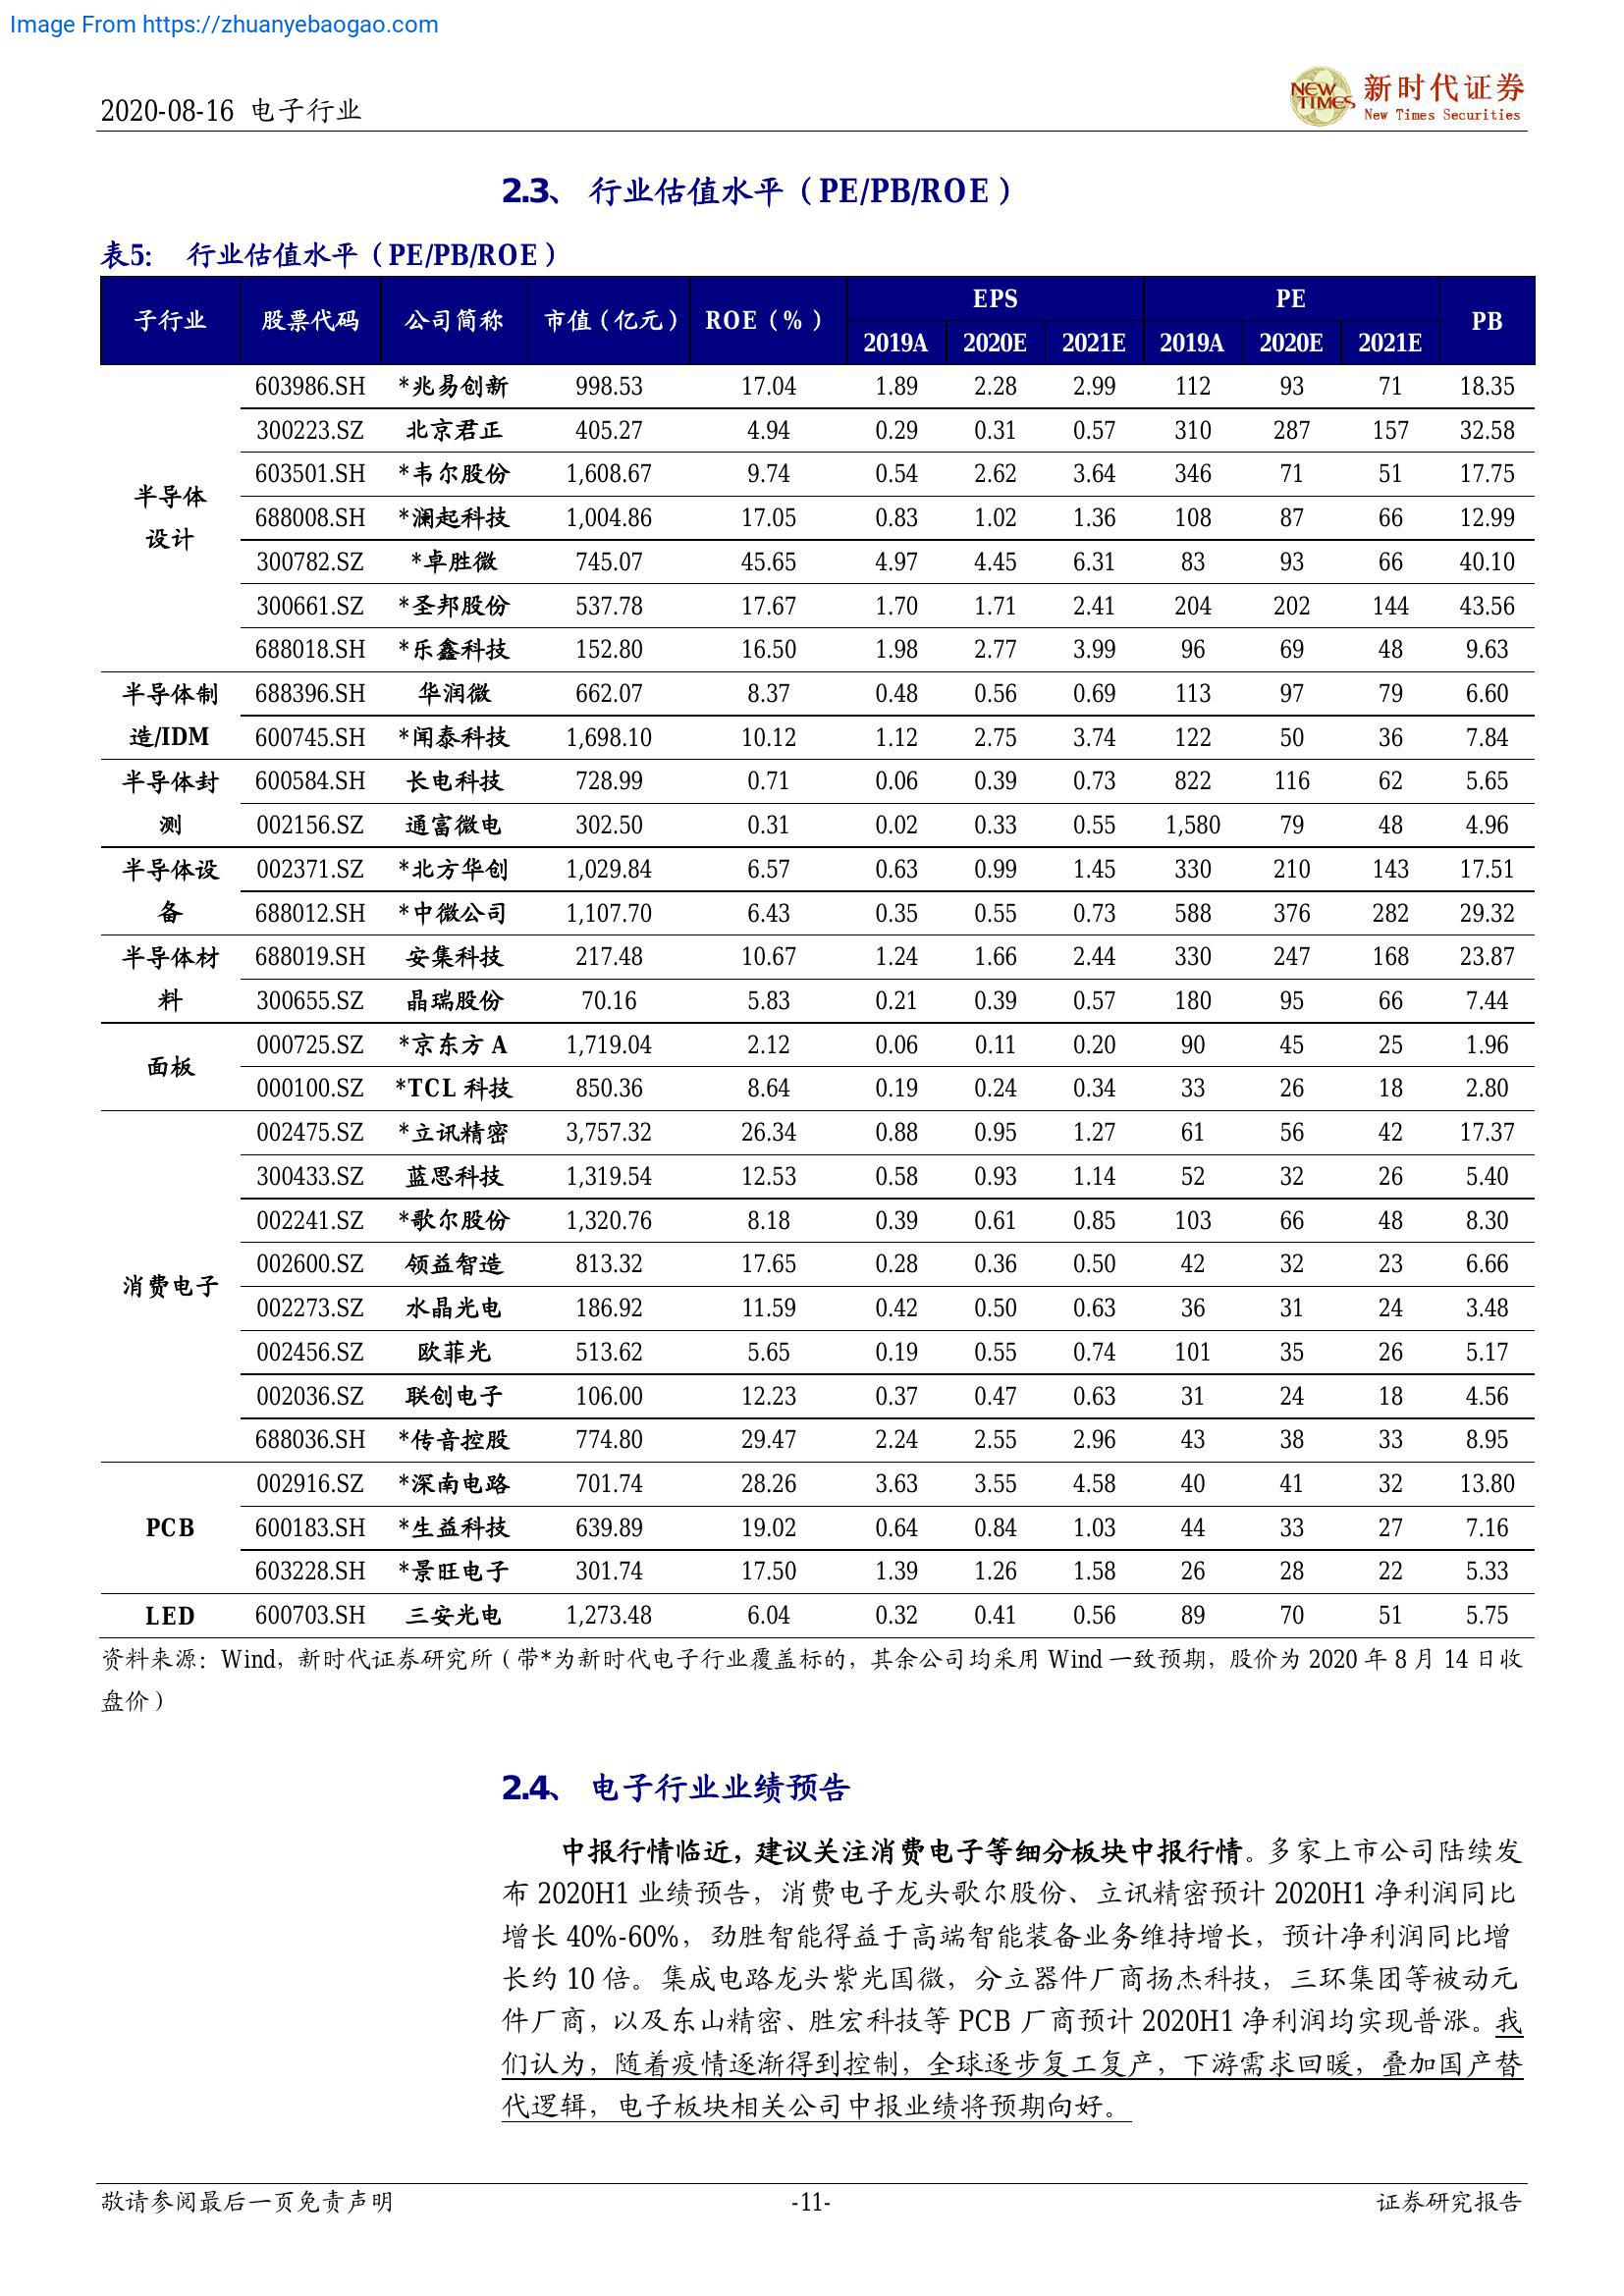 Image From https://zhuanyebaogao.com
2020-08-16 电子行业
NEW TIMES
新时代证券
New Times Securities
2.3、 行业估值水平（PE/PB/ROE）
表5： 行业估值水平（PE/PB/ROE）
子行业 股票代码 公司简称 市值（亿元） ROE（%） EPS PE PB
2019A 2020E 2021E 2019A 2020E 2021E
半导体设计
603986.SH *兆易创新 998.53 17.04 1.89 2.28 2.99 112 93 71 18.35
300223.SZ 北京君正 405.27 4.94 0.29 0.31 0.57 310 287 157 32.58
603501.SH *韦尔股份 1,608.67 9.74 0.54 2.62 3.64 346 71 51 17.75
688008.SH *澜起科技 1,004.86 17.05 0.83 1.02 1.36 108 87 66 12.99
300782.SZ *卓胜微 745.07 45.65 4.97 4.45 6.31 83 93 66 40.10
300661.SZ *圣邦股份 537.78 17.67 1.70 1.71 2.41 204 202 144 43.56
688018.SH *乐鑫科技 152.80 16.50 1.98 2.77 3.99 96 69 48 9.63
半导体制造/IDM
688396.SH 华润微 662.07 8.37 0.48 0.56 0.69 113 97 79 6.60
600745.SH *闻泰科技 1,698.10 10.12 1.12 2.75 3.74 122 50 36 7.84
半导体封测
600584.SH 长电科技 728.99 0.71 0.06 0.39 0.73 822 116 62 5.65
002156.SZ 通富微电 302.50 0.31 0.02 0.33 0.55 1,580 79 48 4.96
半导体设备
002371.SZ *北方华创 1,029.84 6.57 0.63 0.99 1.45 330 210 143 17.51
688012.SH *中微公司 1,107.70 6.43 0.35 0.55 0.73 588 376 282 29.32
半导体材料
688019.SH 安集科技 217.48 10.67 1.24 1.66 2.44 330 247 168 23.87
300655.SZ 晶瑞股份 70.16 5.83 0.21 0.39 0.57 180 95 66 7.44
面板
000725.SZ *京东方 A 1,719.04 2.12 0.06 0.11 0.20 90 45 25 1.96
000100.SZ *TCL 科技 850.36 8.64 0.19 0.24 0.34 33 26 18 2.80
消费电子
002475.SZ *立讯精密 3,757.32 26.34 0.88 0.95 1.27 61 56 42 17.37
300433.SZ 蓝思科技 1,319.54 12.53 0.58 0.93 1.14 52 32 26 5.40
002241.SZ *歌尔股份 1,320.76 8.18 0.39 0.61 0.85 103 66 48 8.30
002600.SZ 领益智造 813.32 17.65 0.28 0.36 0.50 42 32 23 6.66
002273.SZ 水晶光电 186.92 11.59 0.42 0.50 0.63 36 31 24 3.48
002456.SZ 欧菲光 513.62 5.65 0.19 0.55 0.74 101 35 26 5.17
002036.SZ 联创电子 106.00 12.23 0.37 0.47 0.63 31 24 18 4.56
688036.SH *传音控股 774.80 29.47 2.24 2.55 2.96 43 38 33 8.95
PCB
002916.SZ *深南电路 701.74 28.26 3.63 3.55 4.58 40 41 32 13.80
600183.SH *生益科技 639.89 19.02 0.64 0.84 1.03 44 33 27 7.16
603228.SH *景旺电子 301.74 17.50 1.39 1.26 1.58 26 28 22 5.33
LED 600703.SH 三安光电 1,273.48 6.04 0.32 0.41 0.56 89 70 51 5.75
资料来源：Wind，新时代证券研究所（带*为新时代电子行业覆盖标的，其余公司均采用 Wind 一致预期，股价为 2020 年 8 月 14 日收
盘价）
2.4、 电子行业业绩预告
中报行情临近，建议关注消费电子等细分板块中报行情。多家上市公司陆续发
布 2020H1 业绩预告，消费电子龙头歌尔股份、立讯精密预计 2020H1 净利润同比
增长 40%-60%，劲胜智能得益于高端智能装备业务维持增长，预计净利润同比增
长约 10 倍。集成电路龙头紫光国微，分立器件厂商扬杰科技，三环集团等被动元
件厂商，以及东山精密、胜宏科技等 PCB 厂商预计 2020H1 净利润均实现普涨。我
们认为，随着疫情逐渐得到控制，全球逐步复工复产，下游需求回暖，叠加国产替
代逻辑，电子板块相关公司中报业绩将预期向好。
敬请参阅最后一页免责声明 -11- 证券研究报告